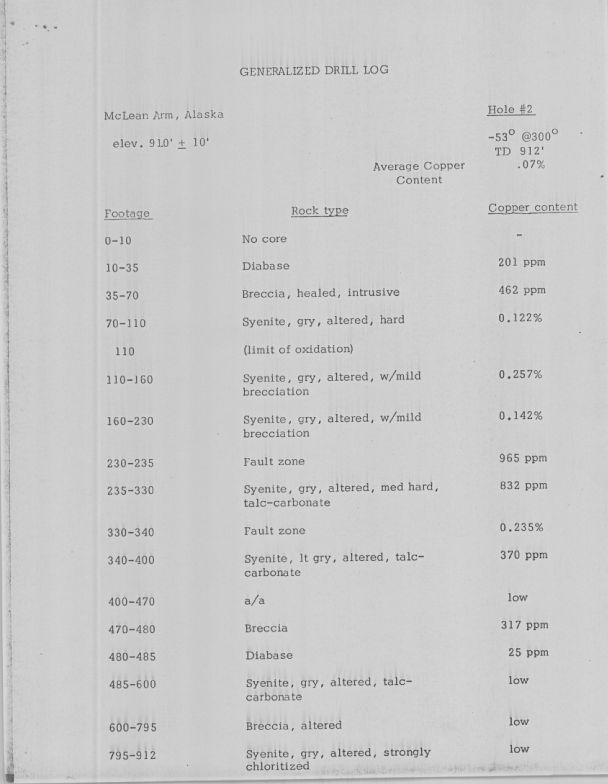 GENERALIZED DRILL LOG
McLean Arm, Alaska Hole #2
elev. 910' ± 10' -53° @300°
TD 912'
Average Copper Content .07%
Footage Rock type Copper content
0-10 No core -
10-35 Diabase 201 ppm
35-70 Breccia, healed, intrusive 462 ppm
70-110 Syenite, gry, altered, hard 0.122%
110 (limit of oxidation)
110-160 Syenite, gry, altered, w/mild 0.257%
brecciation
160-230 Syenite, gry, altered, w/mild 0.142%
brecciation
230-235 Fault zone 965 ppm
235-330 Syenite, gry, altered, med hard, 832 ppm
talc-carbonate
330-340 Fault zone 0.235%
340-400 Syenite, lt gry, altered, talc- 370 ppm
carbonate
400-470 a/a low
470-480 Breccia 317 ppm
480-485 Diabase 25 ppm
485-600 Syenite, gry, altered, talc- low
carbonate
600-795 Breccia, altered low
795-912 Syenite, gry, altered, strongly low
chloritized